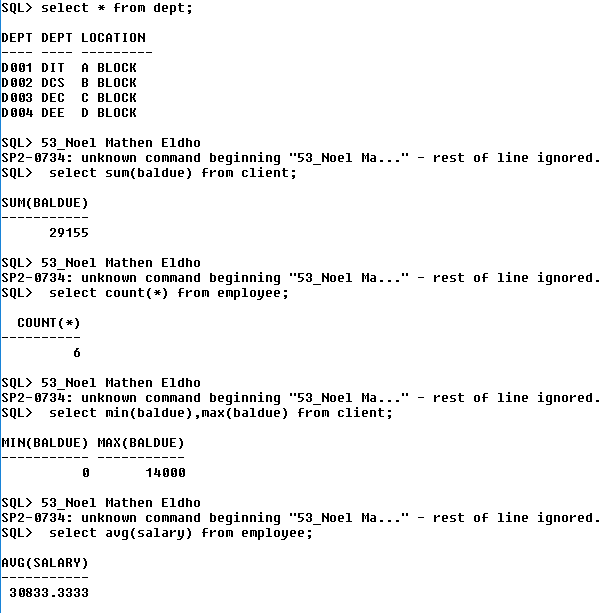 SQL> select * from dept;
DEPT DEPT LOCATION
---- ---- ---------
D001 DIT  A BLOCK
D002 DCS  B BLOCK
D003 DEC  C BLOCK
D004 DEE  D BLOCK
SQL> 53_Noel Mathen Eldho
SP2-0734: unknown command beginning "53_Noel Ma..." - rest of line ignored.
SQL>  select sum(baldue) from client;
SUM(BALDUE)
-----------
      29155
SQL> 53_Noel Mathen Eldho
SP2-0734: unknown command beginning "53_Noel Ma..." - rest of line ignored.
SQL>  select count(*) from employee;
  COUNT(*)
----------
         6
SQL> 53_Noel Mathen Eldho
SP2-0734: unknown command beginning "53_Noel Ma..." - rest of line ignored.
SQL>  select min(baldue),max(baldue) from client;
MIN(BALDUE) MAX(BALDUE)
----------- -----------
          0       14000
SQL> 53_Noel Mathen Eldho
SP2-0734: unknown command beginning "53_Noel Ma..." - rest of line ignored.
SQL>  select avg(salary) from employee;
AVG(SALARY)
-----------
 30833.3333